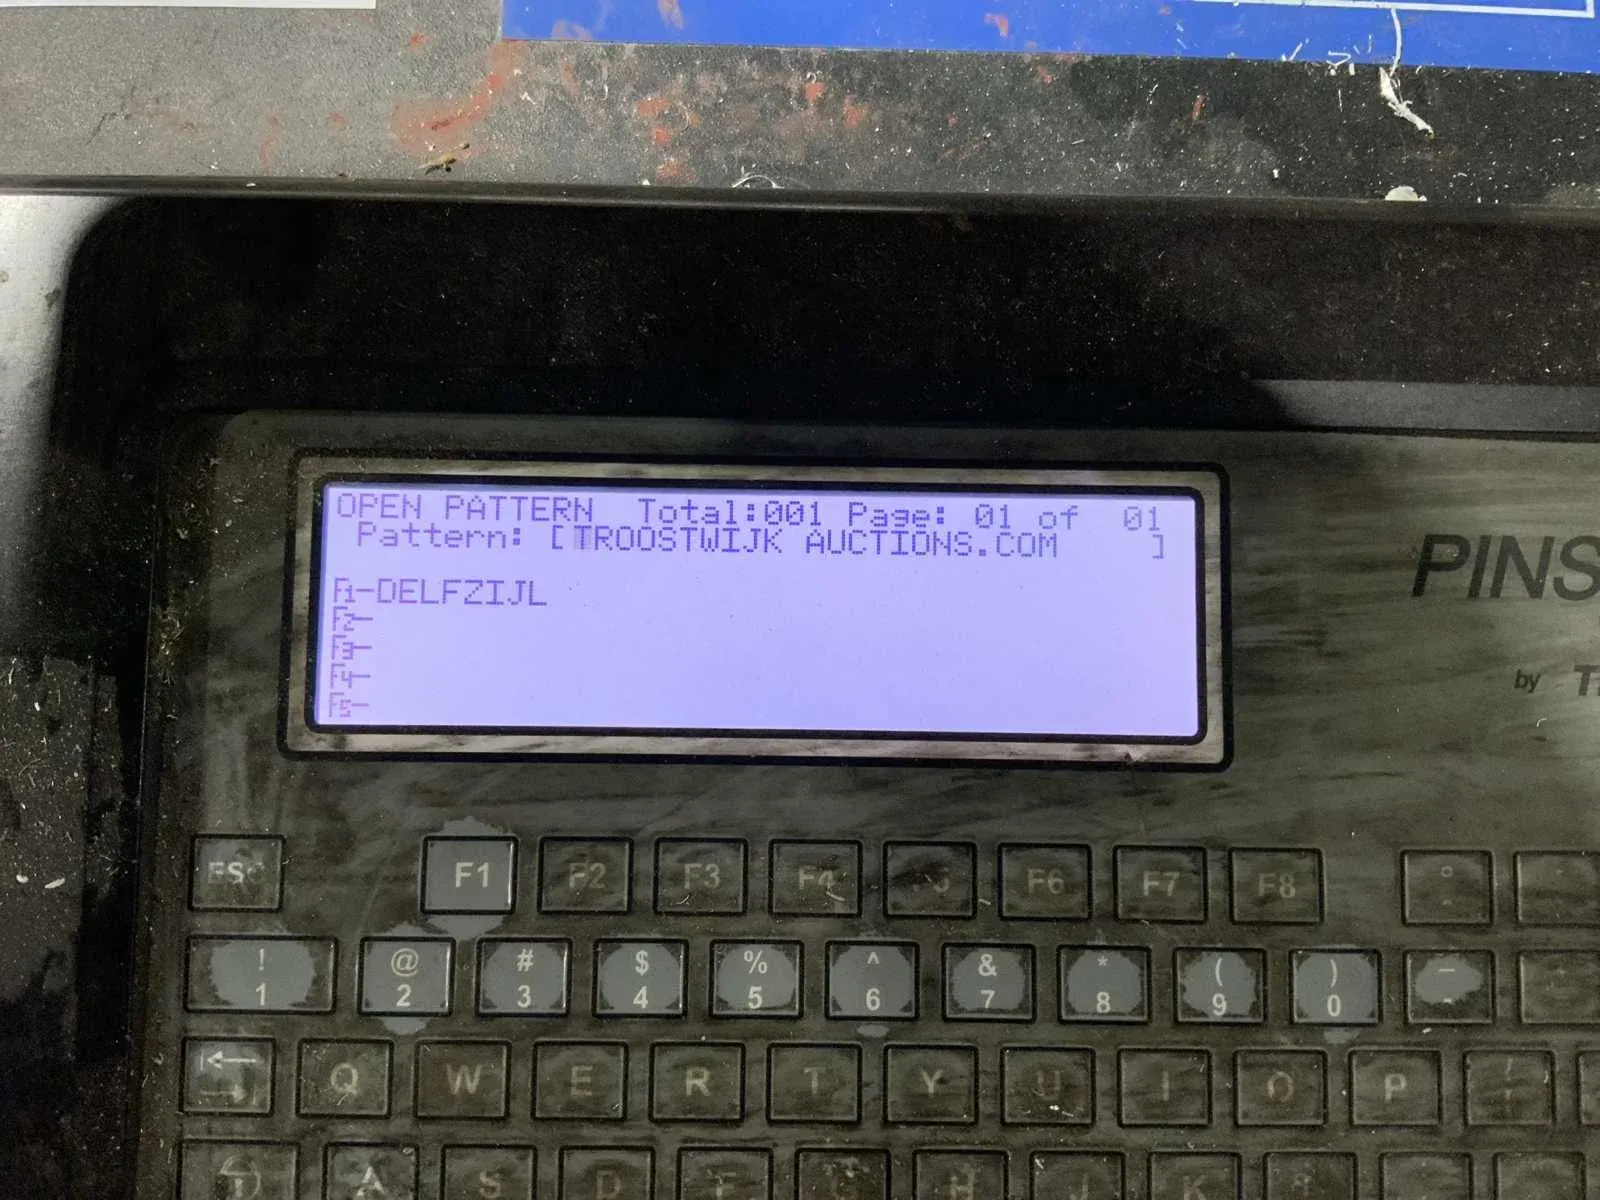 OPEN PATTERN Total:001 Page: 01 of 01
Pattern: [TROOSTWIJK AUCTIONS.COM ]
F1-DELFZIJL
F2-
F3-
F4-
F5-
PINS
by
ESC F1 F2 F3 F4 F6 F7 F8
! @ # $ % ^ & * ( ) _
1 2 3 4 5 6 7 8 9 0 -
Q W E R T Y U I O P
A S D F G H J K